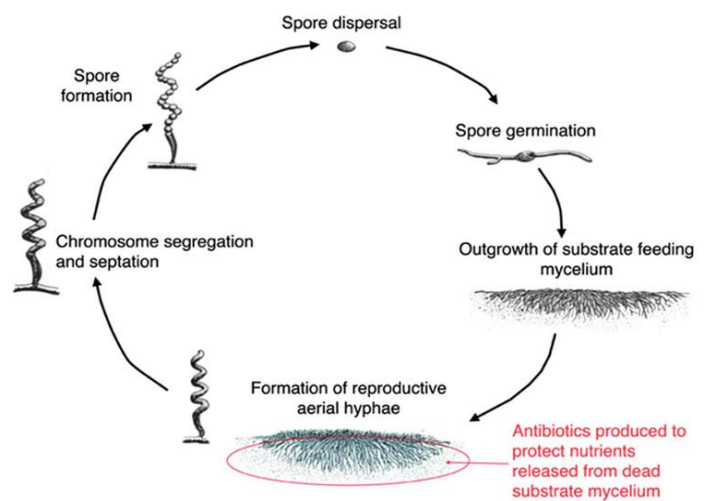 Spore dispersal
Spore germination
Outgrowth of substrate feeding
mycelium
Formation of reproductive
aerial hyphae
Antibiotics produced to
protect nutrients
released from dead
substrate mycelium
Chromosome segregation
and septation
Spore
formation